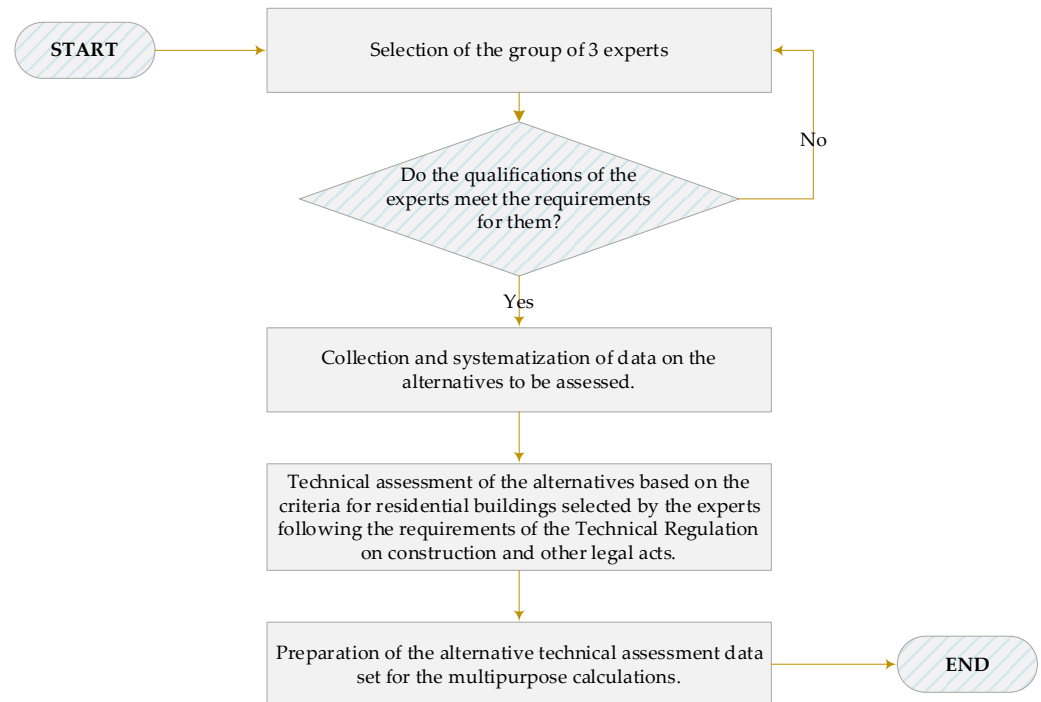 START
Selection of the group of 3 experts
No
Do the qualifications of the
experts meet the requirements
for them?
Yes
Collection and systematization of data on the
alternatives to be assessed.
Technical assessment of the alternatives based on the
criteria for residential buildings selected by the experts
following the requirements of the Technical Regulation
on construction and other legal acts.
Preparation of the alternative technical assessment data
set for the multipurpose calculations.
END